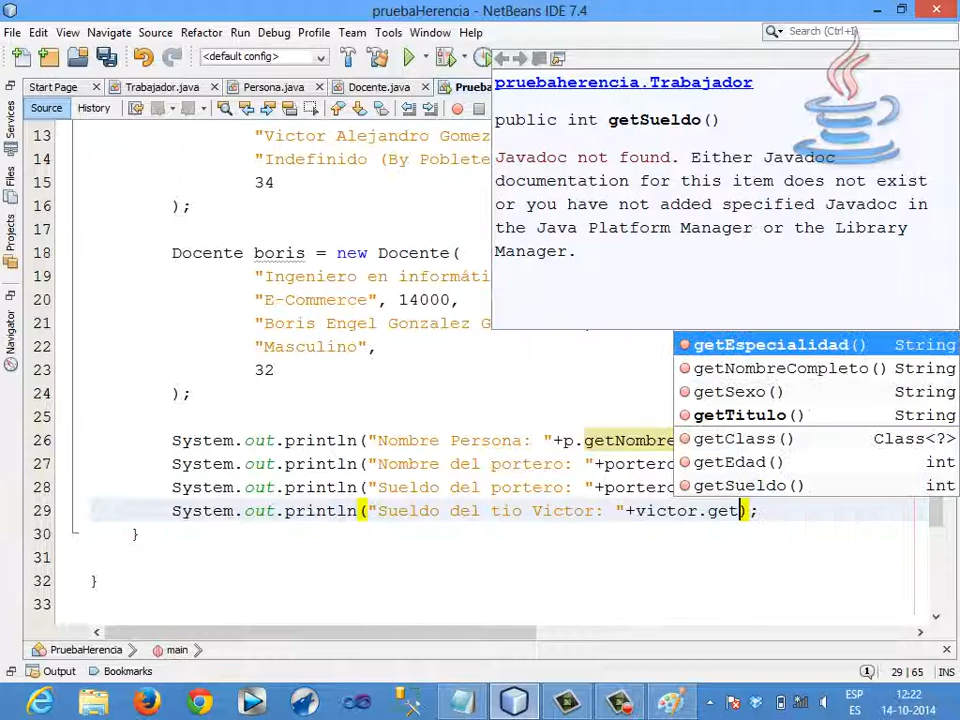 pruebaHerencia - NetBeans IDE 7.4
File Edit View Navigate Source Refactor Run Debug Profile Team Tools Window Help
Search (Ctrl+I)
<default config>
Start Page Trabajador.java Persona.java Docente.java Prueba
Source History
Services
Files
Projects
Navigator
pruebaherencia.Trabajador
public int getSueldo()
Javadoc not found. Either Javadoc
documentation for this item does not exist
or you have not added specified Javadoc in
the Java Platform Manager or the Library
Manager.
13 "Victor Alejandro Gomez
14 "Indefinido (By Poblete
15 34
16 );
17
18 Docente boris = new Docente(
19 "Ingeniero en informáti
20 "E-Commerce", 14000,
21 "Boris Engel Gonzalez G
22 "Masculino",
23 32
24 );
25
26 System.out.println("Nombre Persona: "+p.getNombre
27 System.out.println("Nombre del portero: "+portero
28 System.out.println("Sueldo del portero: "+portero
29 System.out.println("Sueldo del tio Victor: "+victor.get);
30 }
31
32 }
33
getEspecialidad() String
getNombreCompleto() String
getSexo() String
getTitulo() String
getClass() Class<?>
getEdad() int
getSueldo() int
PruebaHerencia main
Output Bookmarks
1 29 | 65 INS
ESP 12:22
ES 14-10-2014